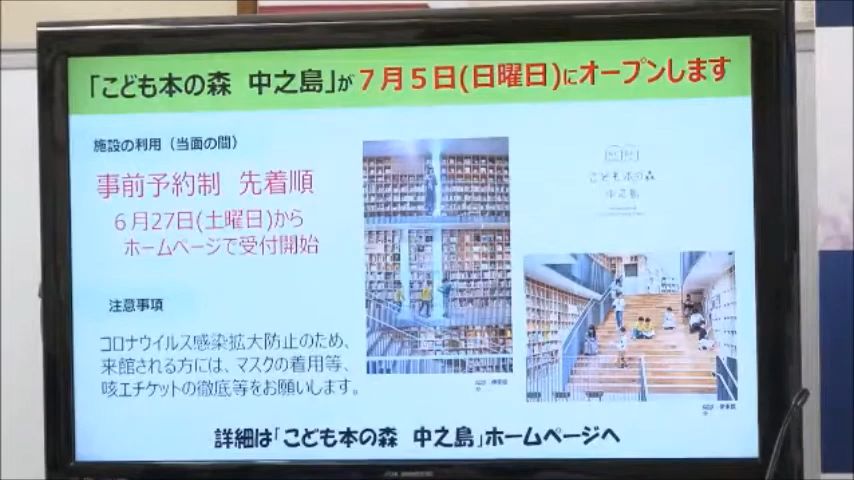 「こども本の森 中之島」が7月5日(日曜日)にオープンします
施設の利用(当面の間)
事前予約制 先着順
6月27日(土曜日)から
ホームページで受付開始
こども本の森
中之島
注意事項
コロナウイルス感染拡大防止のため、
来館される方には、マスクの着用等、
咳エチケットの徹底等をお願いします。
詳細は「こども本の森 中之島」ホームページへ